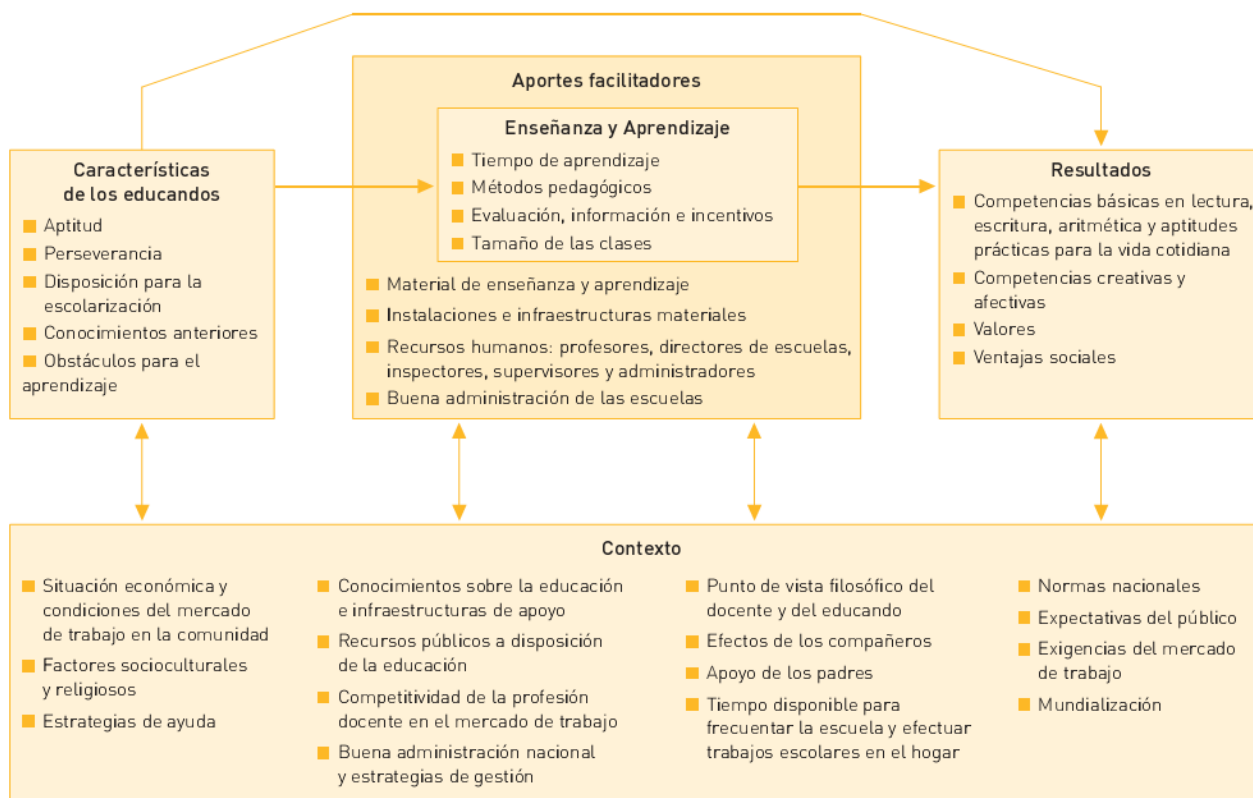 Aportes facilitadores
Enseñanza y Aprendizaje
Tiempo de aprendizaje
Métodos pedagógicos
Evaluación, información e incentivos
Tamaño de las clases
Material de enseñanza y aprendizaje
Instalaciones e infraestructuras materiales
Recursos humanos: profesores, directores de escuelas,
inspectores, supervisores y administradores
Buena administración de las escuelas
Características
de los educandos
Aptitud
Perseverancia
Disposición para la
escolarización
Conocimientos anteriores
Obstáculos para el
aprendizaje
Resultados
Competencias básicas en lectura,
escritura, aritmética y aptitudes
prácticas para la vida cotidiana
Competencias creativas y
afectivas
Valores
Ventajas sociales
Contexto
Situación económica y
condiciones del mercado
de trabajo en la comunidad
Factores socioculturales
y religiosos
Estrategias de ayuda
Conocimientos sobre la educación
e infraestructuras de apoyo
Recursos públicos a disposición
de la educación
Competitividad de la profesión
docente en el mercado de trabajo
Buena administración nacional
y estrategias de gestión
Punto de vista filosófico del
docente y del educando
Efectos de los compañeros
Apoyo de los padres
Tiempo disponible para
frecuentar la escuela y efectuar
trabajos escolares en el hogar
Normas nacionales
Expectativas del público
Exigencias del mercado
de trabajo
Mundialización